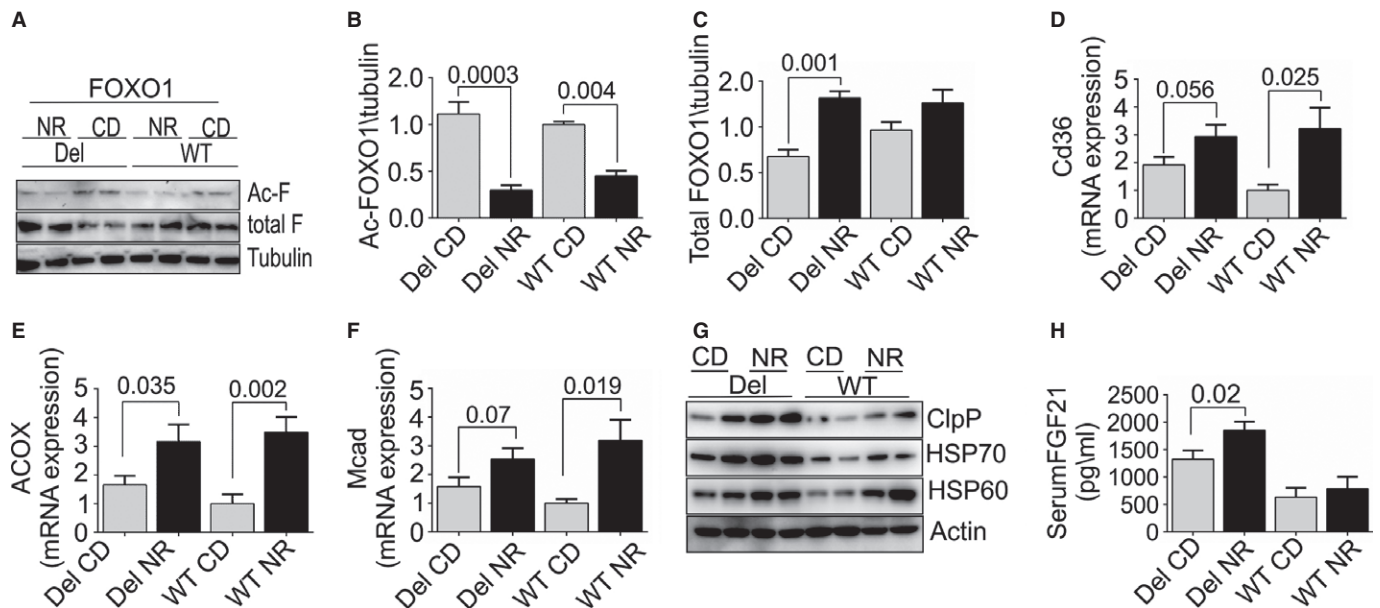 A
FOXO1
NR CD NR CD
Del WT
Ac-F
total F
Tubulin
B
Ac-FOXO1\tubulin
2.0
1.0
0.5
0.0
0.0003
0.004
Del CD
Del NR
WT CD
WT NR
C
Total FOXO1\tubulin
2.0
1.0
0.5
0.0
0.001
Del CD
Del NR
WT CD
WT NR
D
Cd36
(mRNA expression)
5
4
3
2
1
0
0.056
0.025
Del CD
Del NR
WT CD
WT NR
E
ACOX
(mRNA expression)
5
4
3
2
1
0
0.035
0.002
Del CD
Del NR
WT CD
WT NR
F
Mcad
(mRNA expression)
5
4
3
2
1
0
0.07
0.019
Del CD
Del NR
WT CD
WT NR
G
CD NR CD NR
Del WT
ClpP
HSP70
HSP60
Actin
H
SerumFGF21
(pg\ml)
2500
2000
1500
1000
500
0
0.02
Del CD
Del NR
WT CD
WT NR